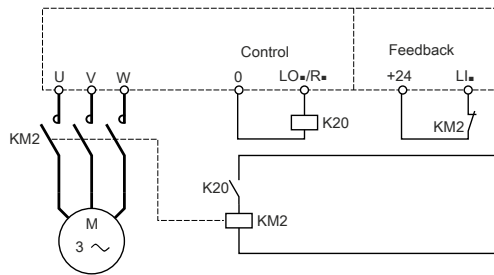 Control
Feedback
U V W
0 LO■/R■
+24 LI■
KM2
K20
KM2
K20
KM2
M
3 ~